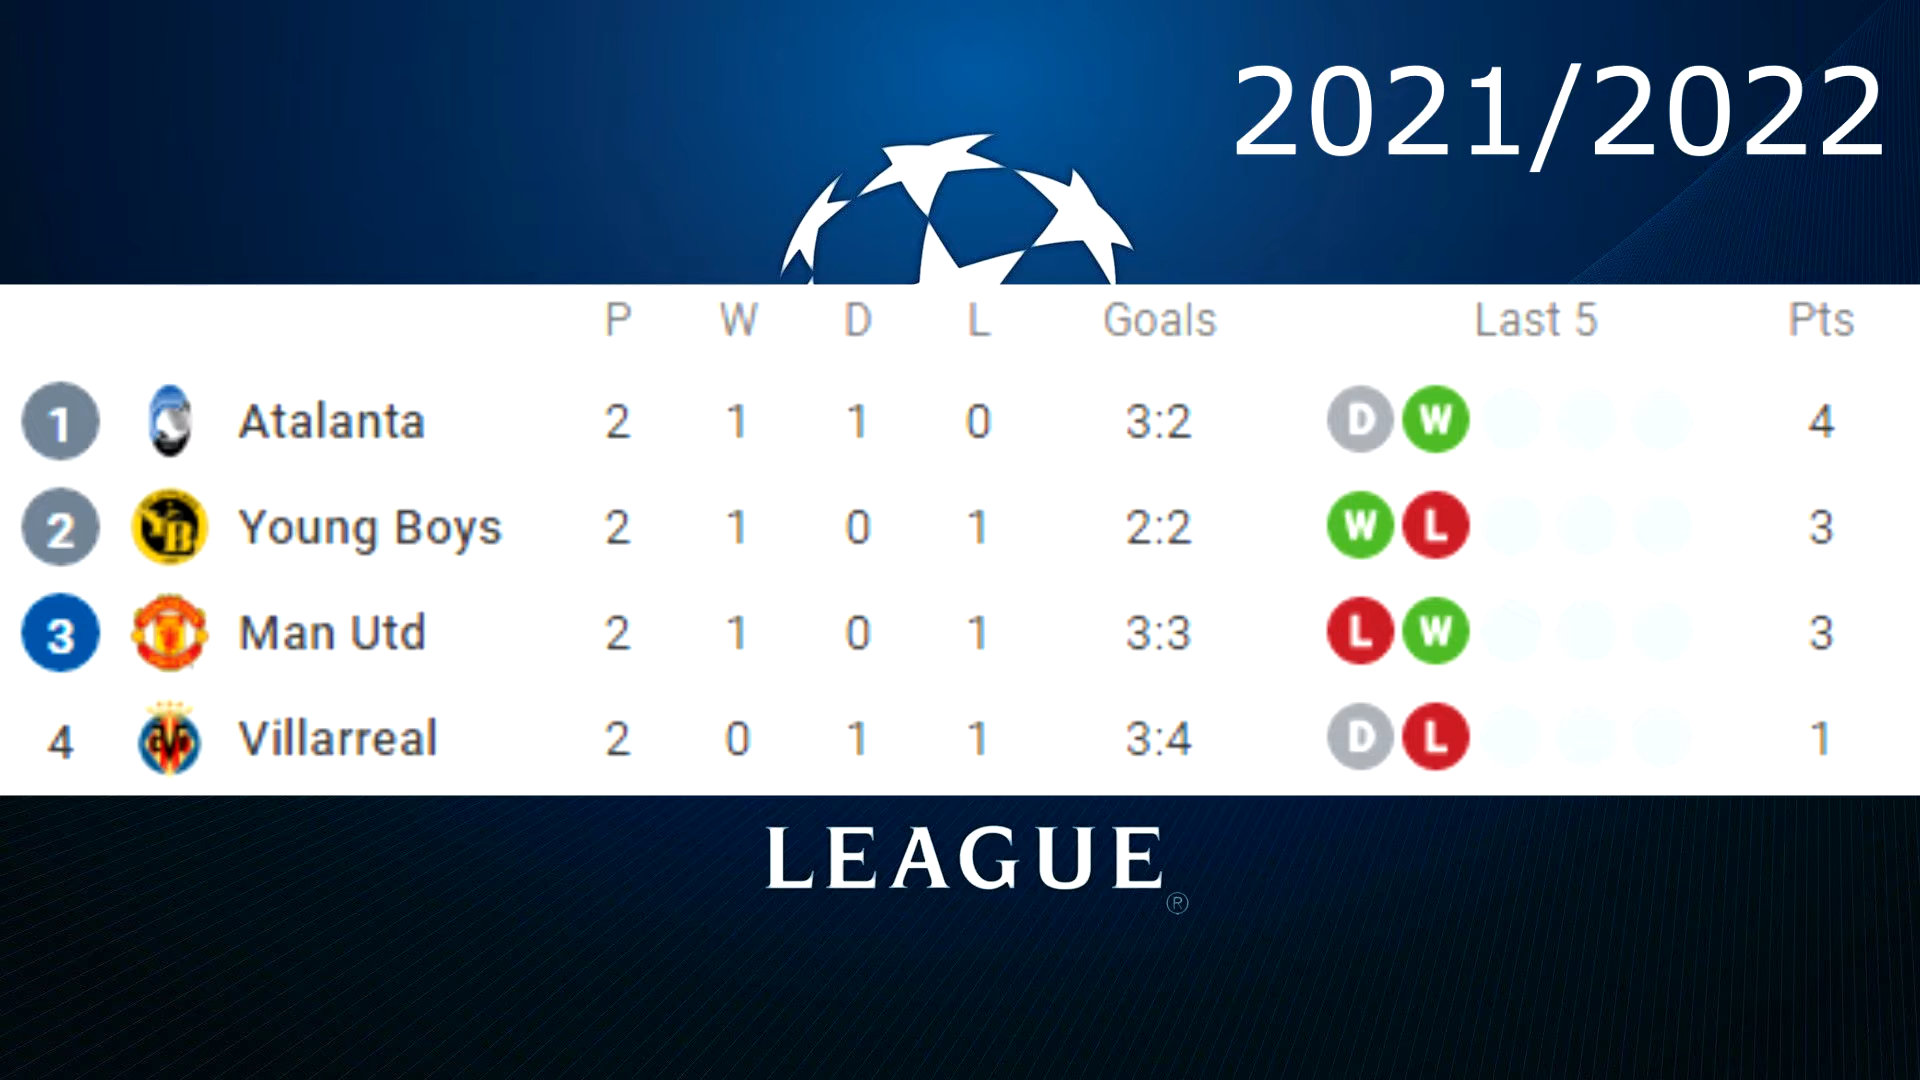 2021/2022
P W D L Goals Last 5 Pts
1 Atalanta 2 1 1 0 3:2 D W 4
2 YB Young Boys 2 1 0 1 2:2 W L 3
3 Man Utd 2 1 0 1 3:3 L W 3
4 Villarreal 2 0 1 1 3:4 D L 1
LEAGUE
®